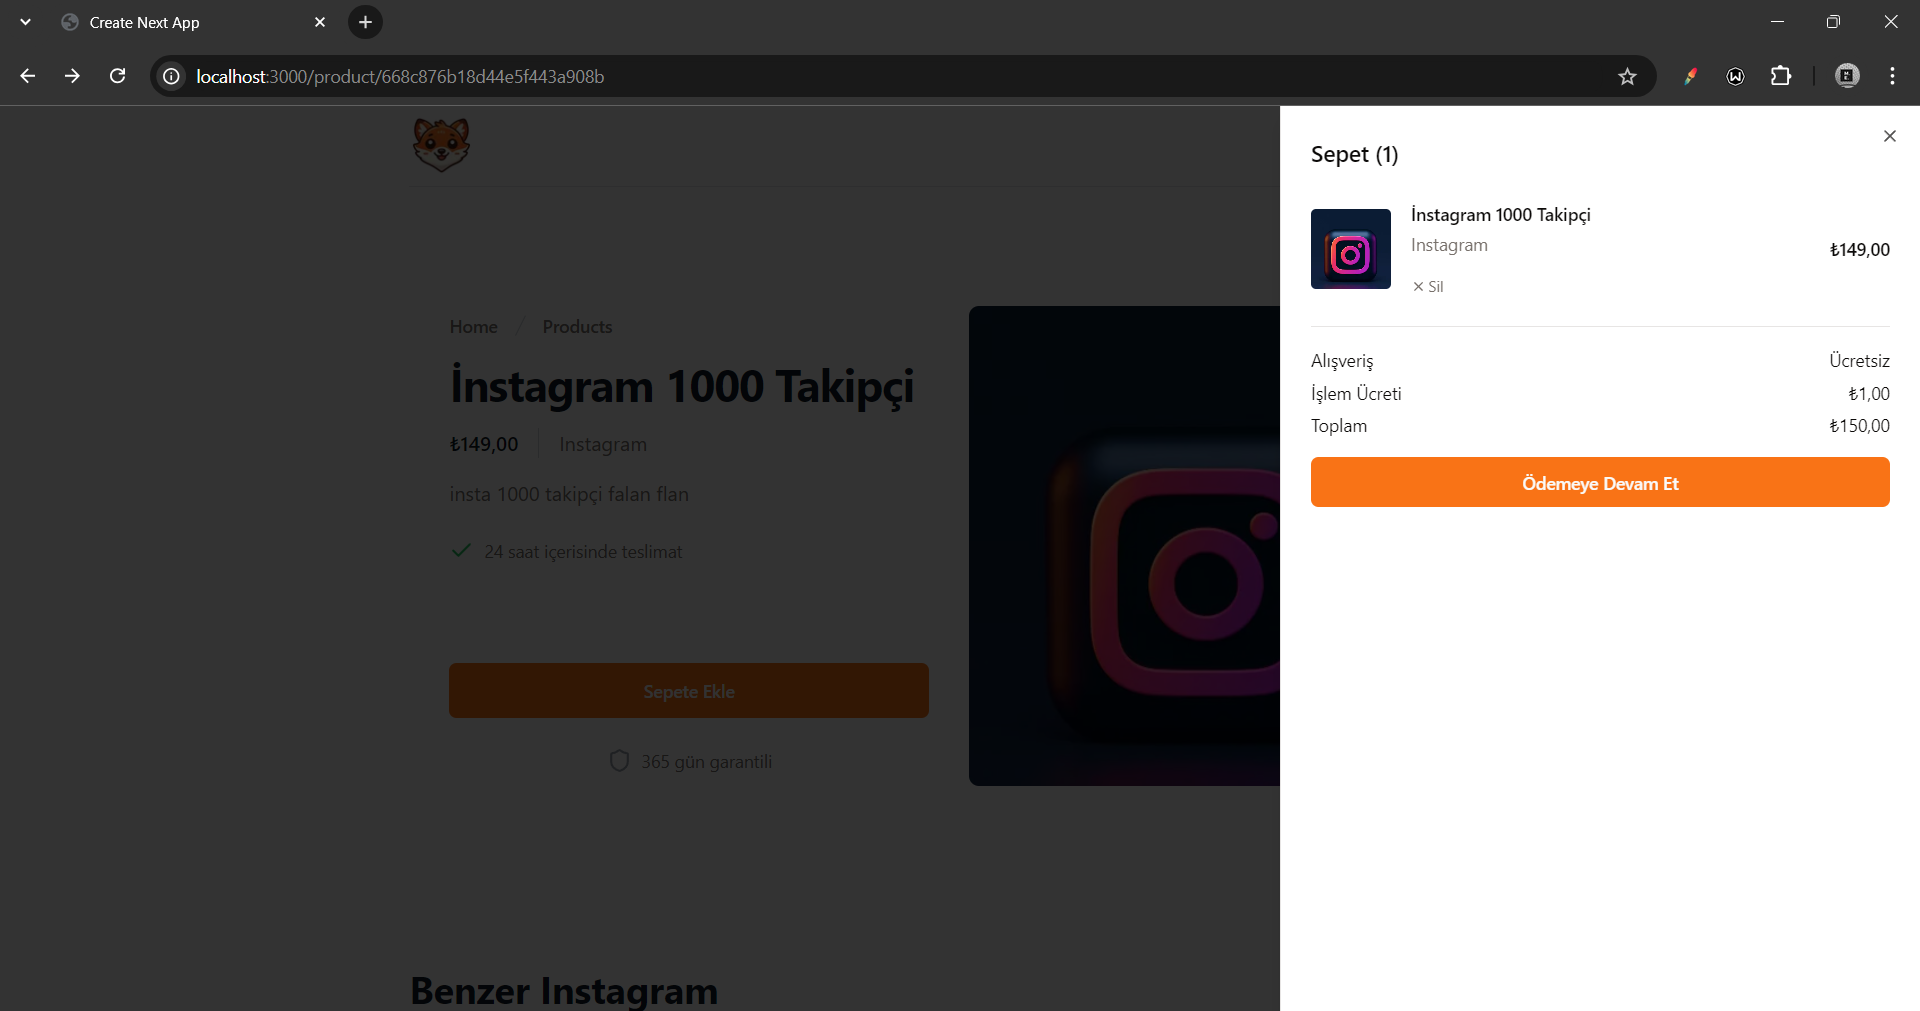 Create Next App
localhost:3000/product/668c876b18d44e5f443a908b
Home / Products
İnstagram 1000 Takipçi
₺149,00 Instagram
insta 1000 takipçi falan flan
24 saat içerisinde teslimat
Sepete Ekle
365 gün garantili
Benzer Instagram
Sepet (1)
İnstagram 1000 Takipçi
Instagram
₺149,00
Sil
Alışveriş Ücretsiz
İşlem Ücreti ₺1,00
Toplam ₺150,00
Ödemeye Devam Et